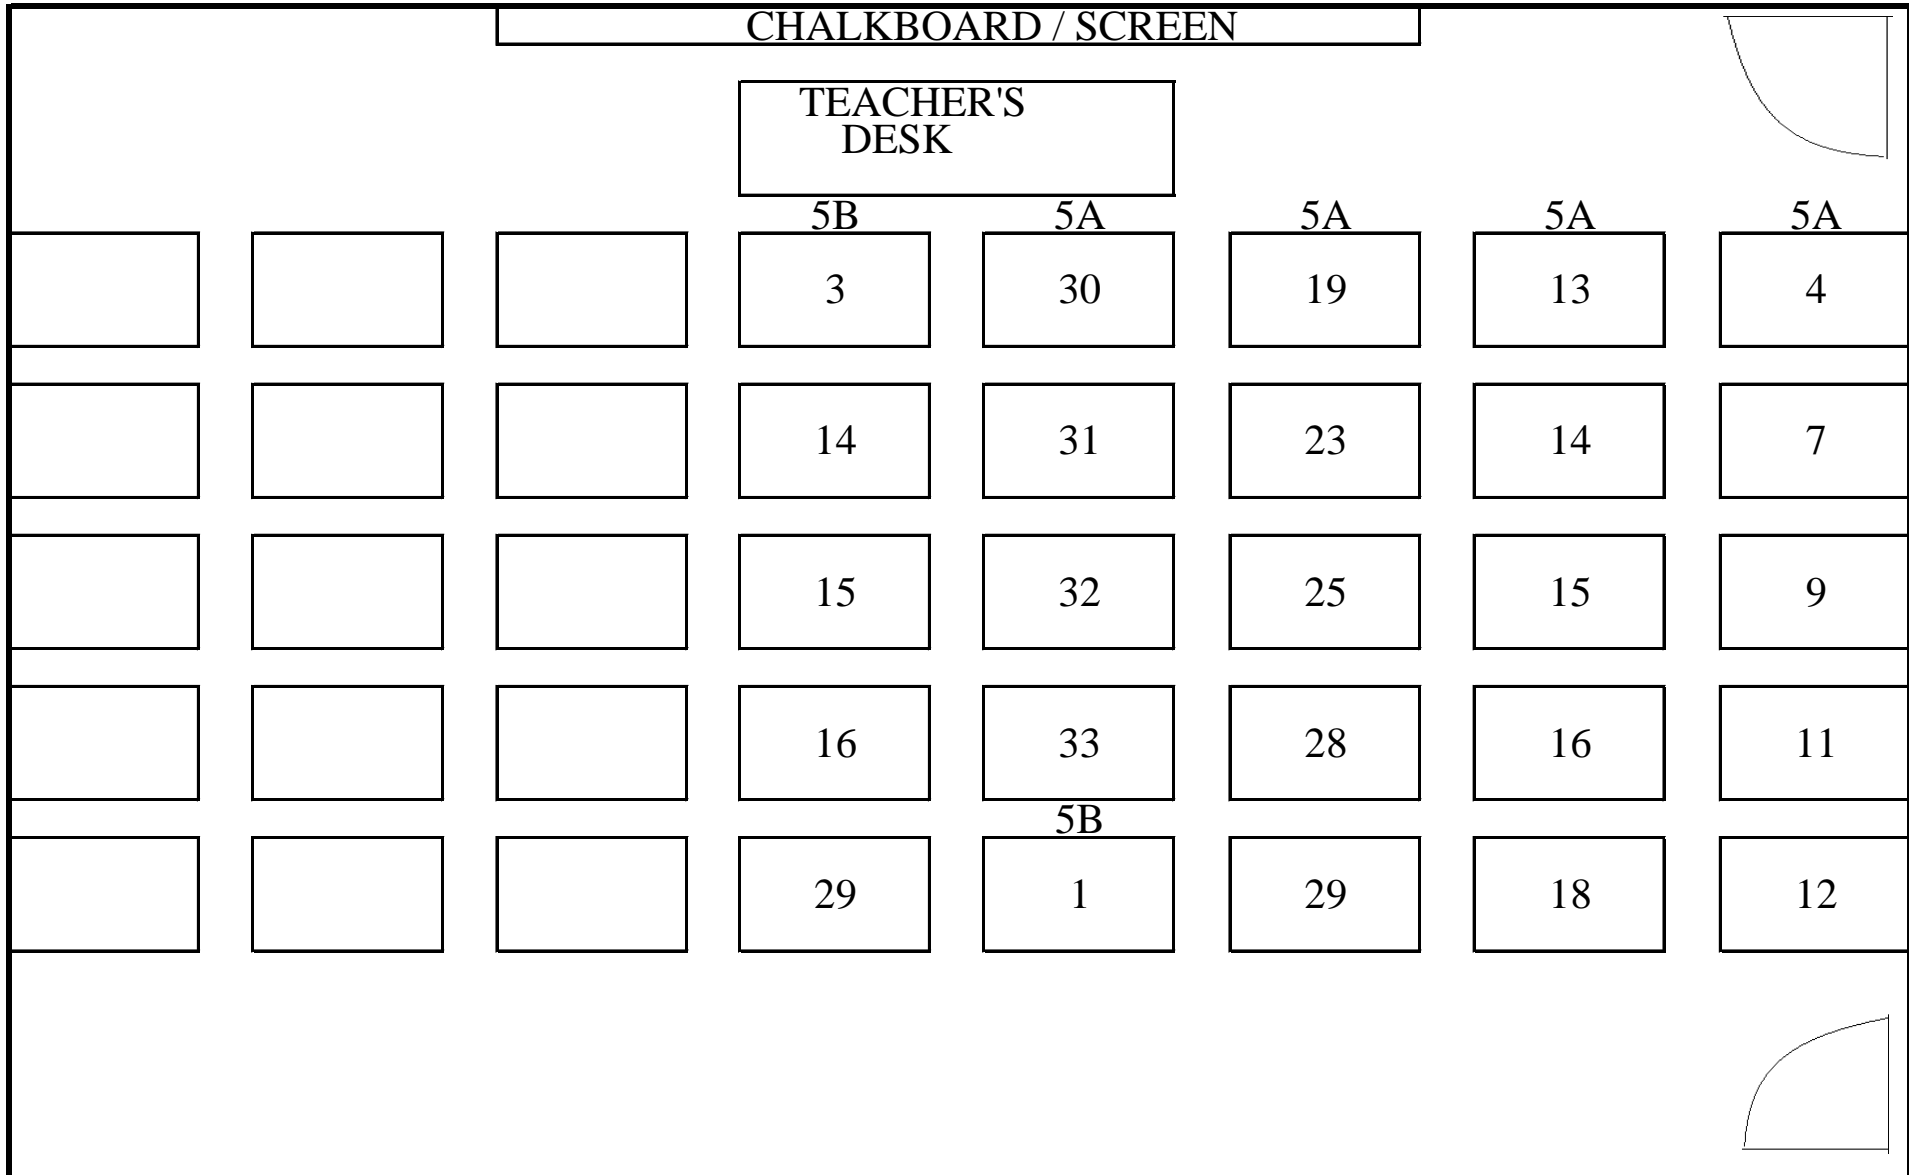 CHALKBOARD / SCREEN
TEACHER'S
DESK
5B 5A 5A 5A 5A
3 30 19 13 4
14 31 23 14 7
15 32 25 15 9
16 33 28 16 11
5B
29 1 29 18 12